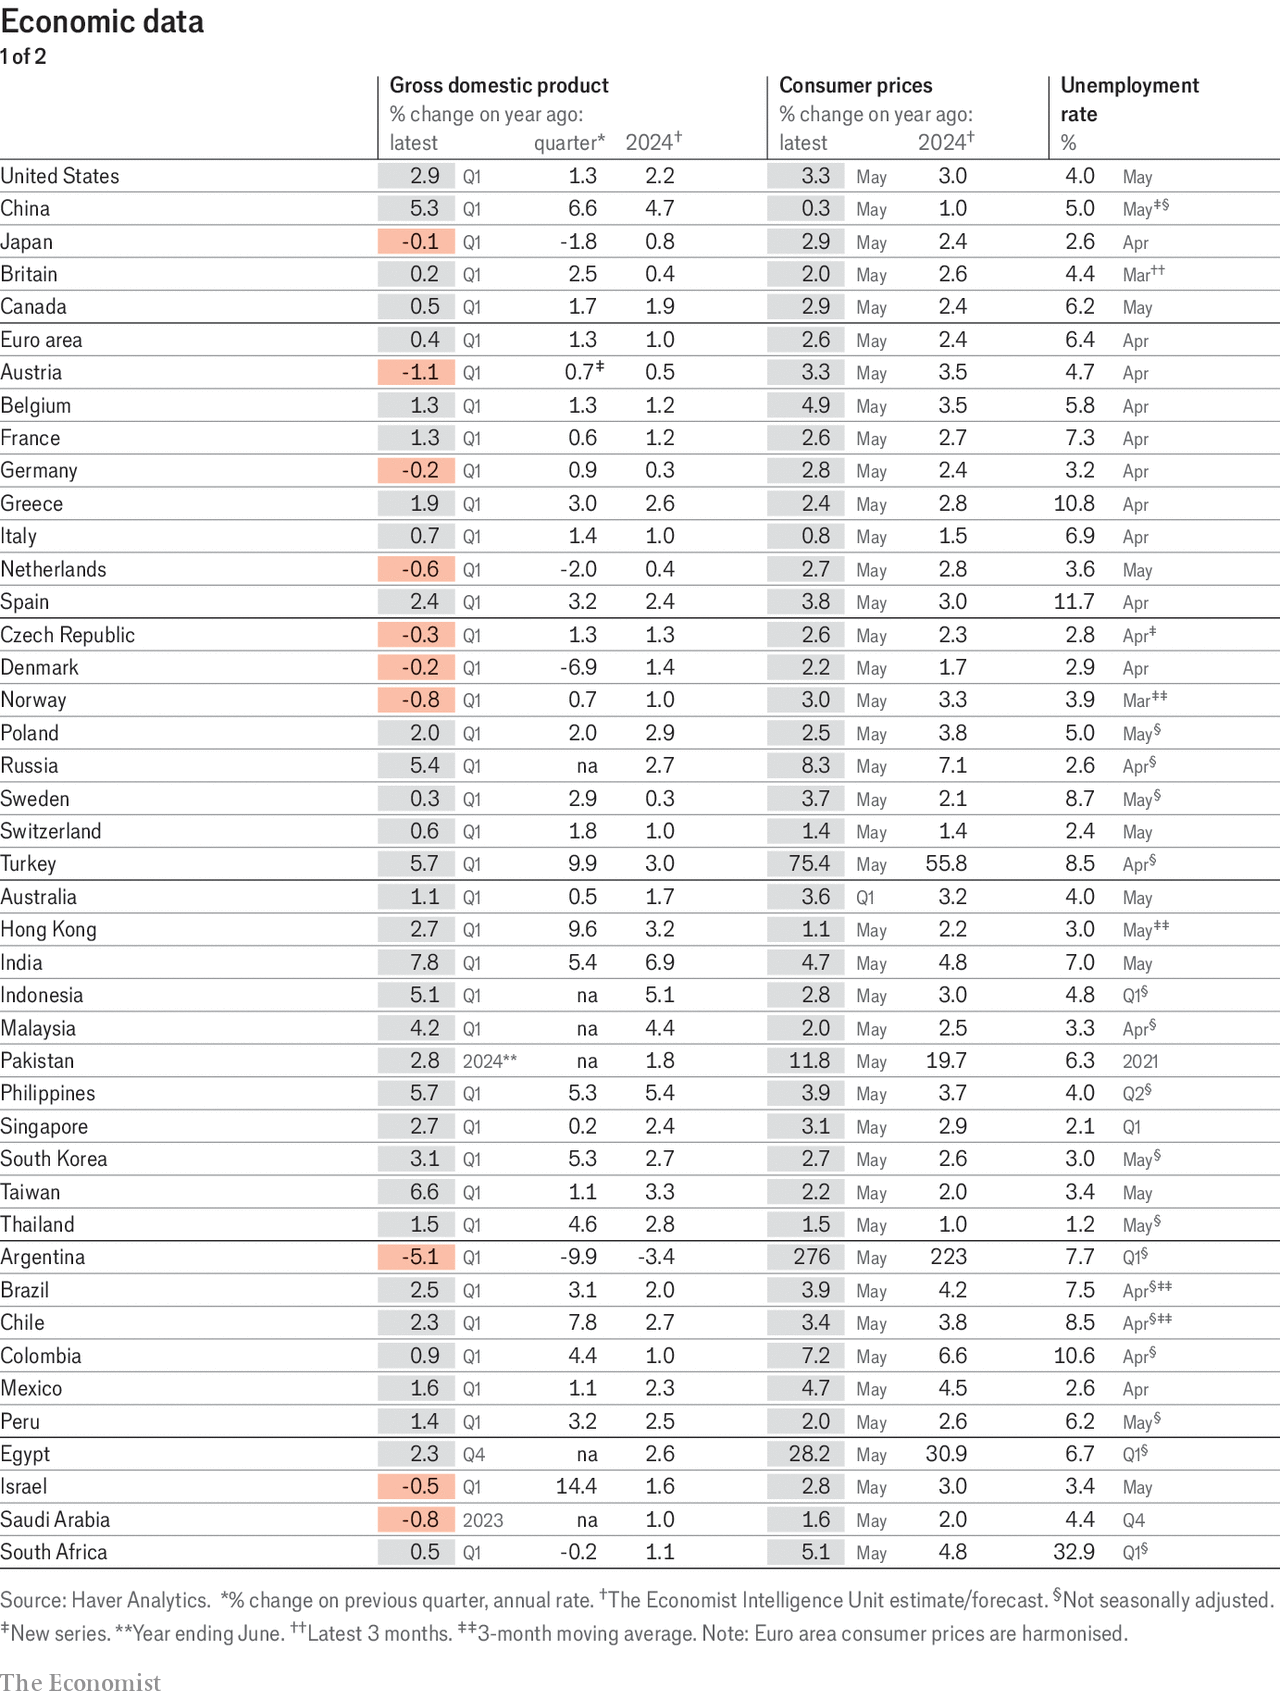 Economic data
1 of 2
Gross domestic product Consumer prices Unemployment
% change on year ago: % change on year ago: rate
latest quarter* 2024† latest 2024† %
United States 2.9 Q1 1.3 2.2 3.3 May 3.0 4.0 May
China 5.3 Q1 6.6 4.7 0.3 May 1.0 5.0 May‡§
Japan -0.1 Q1 -1.8 0.8 2.9 May 2.4 2.6 Apr
Britain 0.2 Q1 2.5 0.4 2.0 May 2.6 4.4 Mar††
Canada 0.5 Q1 1.7 1.9 2.9 May 2.4 6.2 May
Euro area 0.4 Q1 1.3 1.0 2.6 May 2.4 6.4 Apr
Austria -1.1 Q1 0.7‡ 0.5 3.3 May 3.5 4.7 Apr
Belgium 1.3 Q1 1.3 1.2 4.9 May 3.5 5.8 Apr
France 1.3 Q1 0.6 1.2 2.6 May 2.7 7.3 Apr
Germany -0.2 Q1 0.9 0.3 2.8 May 2.4 3.2 Apr
Greece 1.9 Q1 3.0 2.6 2.4 May 2.8 10.8 Apr
Italy 0.7 Q1 1.4 1.0 0.8 May 1.5 6.9 Apr
Netherlands -0.6 Q1 -2.0 0.4 2.7 May 2.8 3.6 May
Spain 2.4 Q1 3.2 2.4 3.8 May 3.0 11.7 Apr
Czech Republic -0.3 Q1 1.3 1.3 2.6 May 2.3 2.8 Apr‡
Denmark -0.2 Q1 -6.9 1.4 2.2 May 1.7 2.9 Apr
Norway -0.8 Q1 0.7 1.0 3.0 May 3.3 3.9 Mar‡‡
Poland 2.0 Q1 2.0 2.9 2.5 May 3.8 5.0 May§
Russia 5.4 Q1 na 2.7 8.3 May 7.1 2.6 Apr§
Sweden 0.3 Q1 2.9 0.3 3.7 May 2.1 8.7 May§
Switzerland 0.6 Q1 1.8 1.0 1.4 May 1.4 2.4 May
Turkey 5.7 Q1 9.9 3.0 75.4 May 55.8 8.5 Apr§
Australia 1.1 Q1 0.5 1.7 3.6 Q1 3.2 4.0 May
Hong Kong 2.7 Q1 9.6 3.2 1.1 May 2.2 3.0 May‡‡
India 7.8 Q1 5.4 6.9 4.7 May 4.8 7.0 May
Indonesia 5.1 Q1 na 5.1 2.8 May 3.0 4.8 Q1§
Malaysia 4.2 Q1 na 4.4 2.0 May 2.5 3.3 Apr§
Pakistan 2.8 2024** na 1.8 11.8 May 19.7 6.3 2021
Philippines 5.7 Q1 5.3 5.4 3.9 May 3.7 4.0 Q2§
Singapore 2.7 Q1 0.2 2.4 3.1 May 2.9 2.1 Q1
South Korea 3.1 Q1 5.3 2.7 2.7 May 2.6 3.0 May§
Taiwan 6.6 Q1 1.1 3.3 2.2 May 2.0 3.4 May
Thailand 1.5 Q1 4.6 2.8 1.5 May 1.0 1.2 May§
Argentina -5.1 Q1 -9.9 -3.4 276 May 223 7.7 Q1§
Brazil 2.5 Q1 3.1 2.0 3.9 May 4.2 7.5 Apr§‡‡
Chile 2.3 Q1 7.8 2.7 3.4 May 3.8 8.5 Apr§‡‡
Colombia 0.9 Q1 4.4 1.0 7.2 May 6.6 10.6 Apr§
Mexico 1.6 Q1 1.1 2.3 4.7 May 4.5 2.6 Apr
Peru 1.4 Q1 3.2 2.5 2.0 May 2.6 6.2 May§
Egypt 2.3 Q4 na 2.6 28.2 May 30.9 6.7 Q1§
Israel -0.5 Q1 14.4 1.6 2.8 May 3.0 3.4 May
Saudi Arabia -0.8 2023 na 1.0 1.6 May 2.0 4.4 Q4
South Africa 0.5 Q1 -0.2 1.1 5.1 May 4.8 32.9 Q1§
Source: Haver Analytics. *% change on previous quarter, annual rate. †The Economist Intelligence Unit estimate/forecast. §Not seasonally adjusted.
‡New series. **Year ending June. ††Latest 3 months. ‡‡3-month moving average. Note: Euro area consumer prices are harmonised.
The Economist